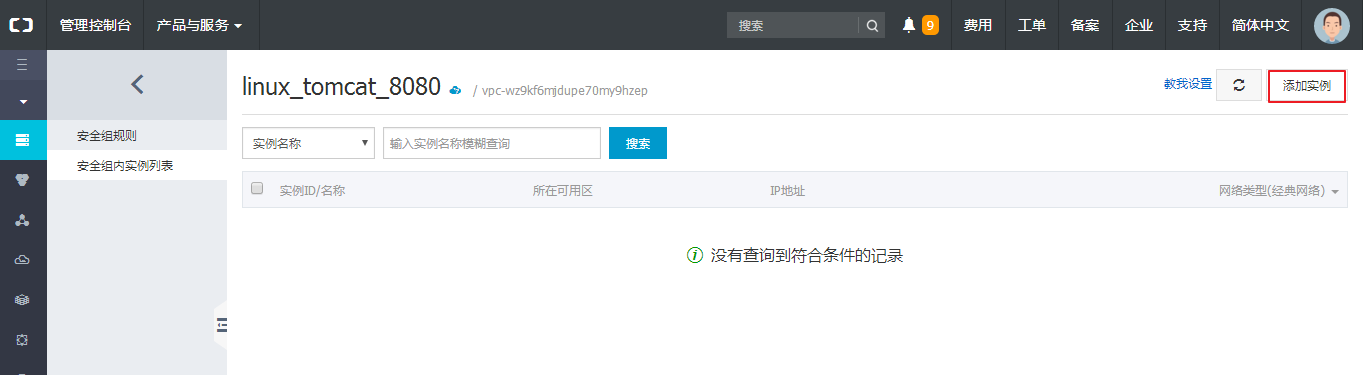 管理控制台 产品与服务 搜索 9 费用 工单 备案 企业 支持 简体中文
linux_tomcat_8080 / vpc-wz9kf6mjdupe70my9hzep 教我设置 添加实例
安全组规则
安全组内实例列表
实例名称 输入实例名称模糊查询 搜索
实例ID/名称 所在可用区 IP地址 网络类型(经典网络)
没有查询到符合条件的记录